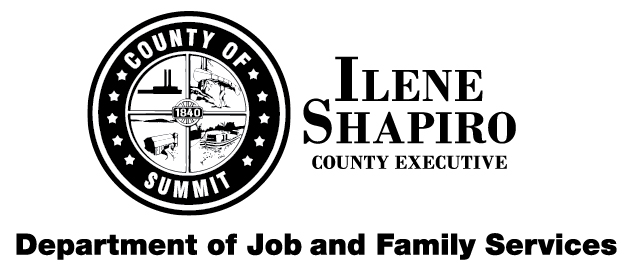 COUNTY OF
1840
SUMMIT
ILENE
SHAPIRO
COUNTY EXECUTIVE
Department of Job and Family Services